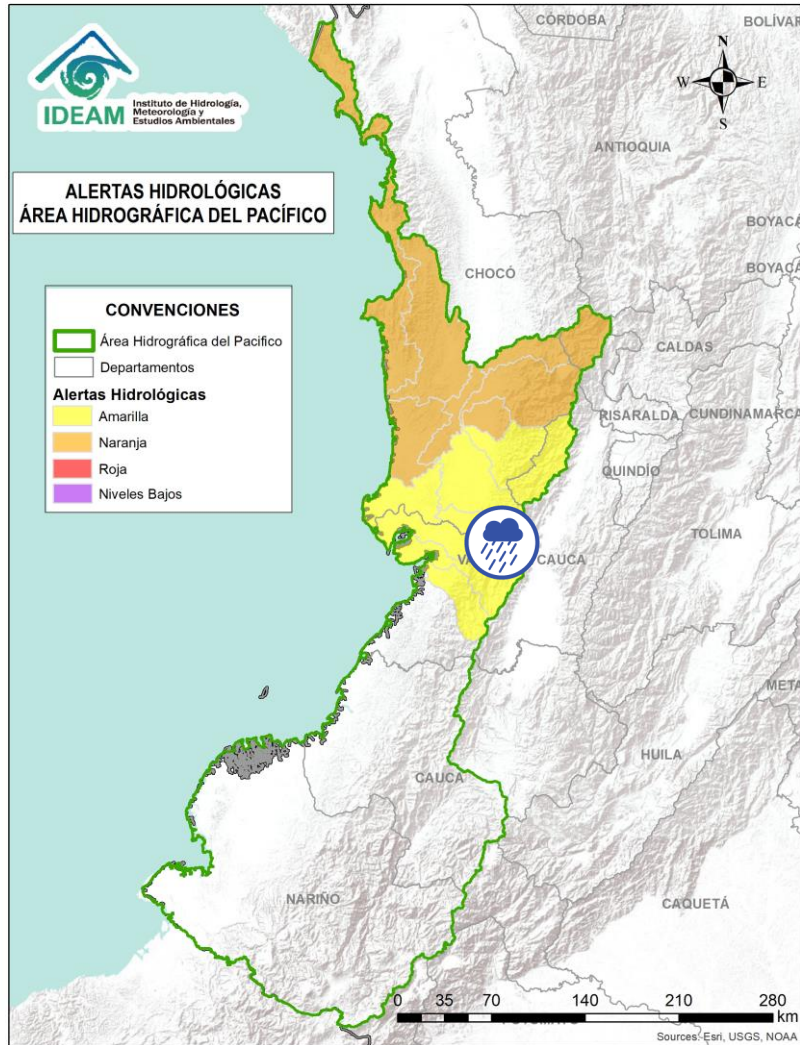 CÓRDOBA
BOLÍVAR
IDEAM
Instituto de Hidrología,
Meteorología y
Estudios Ambientales
N
W
E
S
ANTIOQUIA
ALERTAS HIDROLÓGICAS
ÁREA HIDROGRÁFICA DEL PACÍFICO
BOYACÁ
BOYACÁ
CHOCÓ
CONVENCIONES
Área Hidrográfica del Pacifico
Departamentos
Alertas Hidrológicas
Amarilla
Naranja
Roja
Niveles Bajos
CALDAS
RISARALDA
CUNDINAMARCA
QUINDÍO
TOLIMA
CAUCA
META
HUILA
CAUCA
NARIÑO
CAQUETÁ
0 35 70 140 210 280
km
Sources: Esri, USGS, NOAA